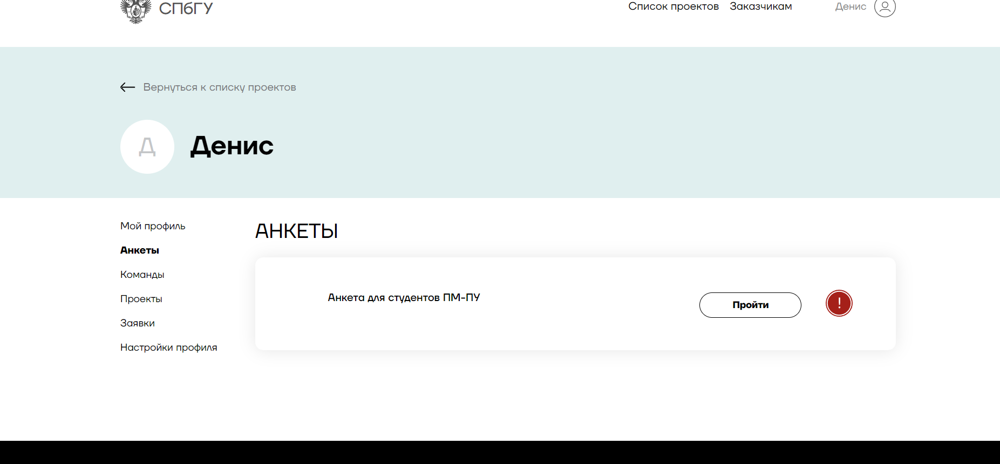 СПбГУ
Список проектов Заказчикам Денис
Вернуться к списку проектов
Д Денис
Мой профиль
Анкеты
Команды
Проекты
Заявки
Настройки профиля
АНКЕТЫ
Анкета для студентов ПМ-ПУ
Пройти !